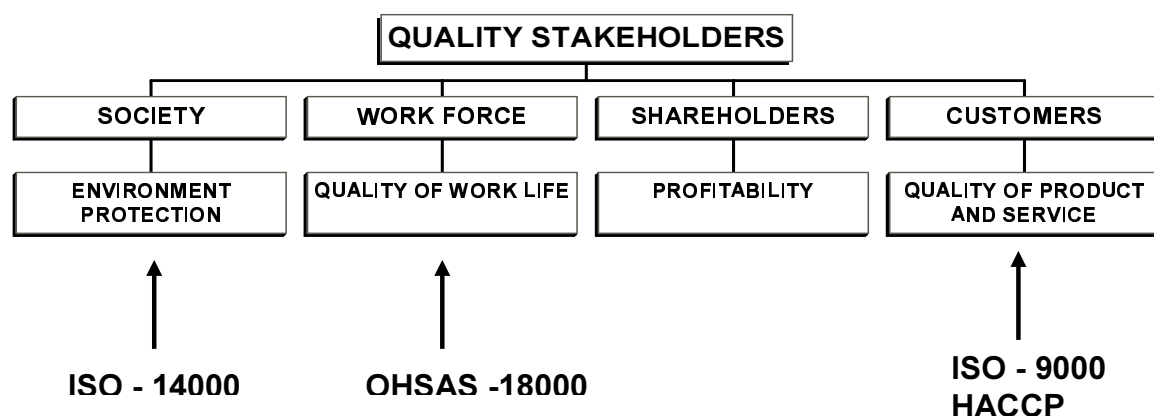 QUALITY STAKEHOLDERS
SOCIETY
WORK FORCE
SHAREHOLDERS
CUSTOMERS
ENVIRONMENT
PROTECTION
QUALITY OF WORK LIFE
PROFITABILITY
QUALITY OF PRODUCT
AND SERVICE
ISO - 14000
OHSAS -18000
ISO - 9000
HACCP